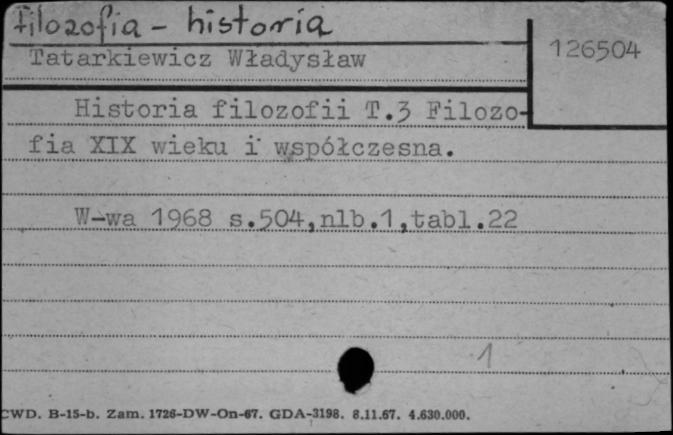 filozofia - historia
126504
Tatarkiewicz Władysław
Historia filozofii T.3 Filozo-
fia XIX wieku i współczesna.
W-wa 1968 s.504,nlb.1,tabl.22
1
CWD. B-15-b. Zam. 1726-DW-On-67. GDA-3198. 8.11.67. 4.630.000.